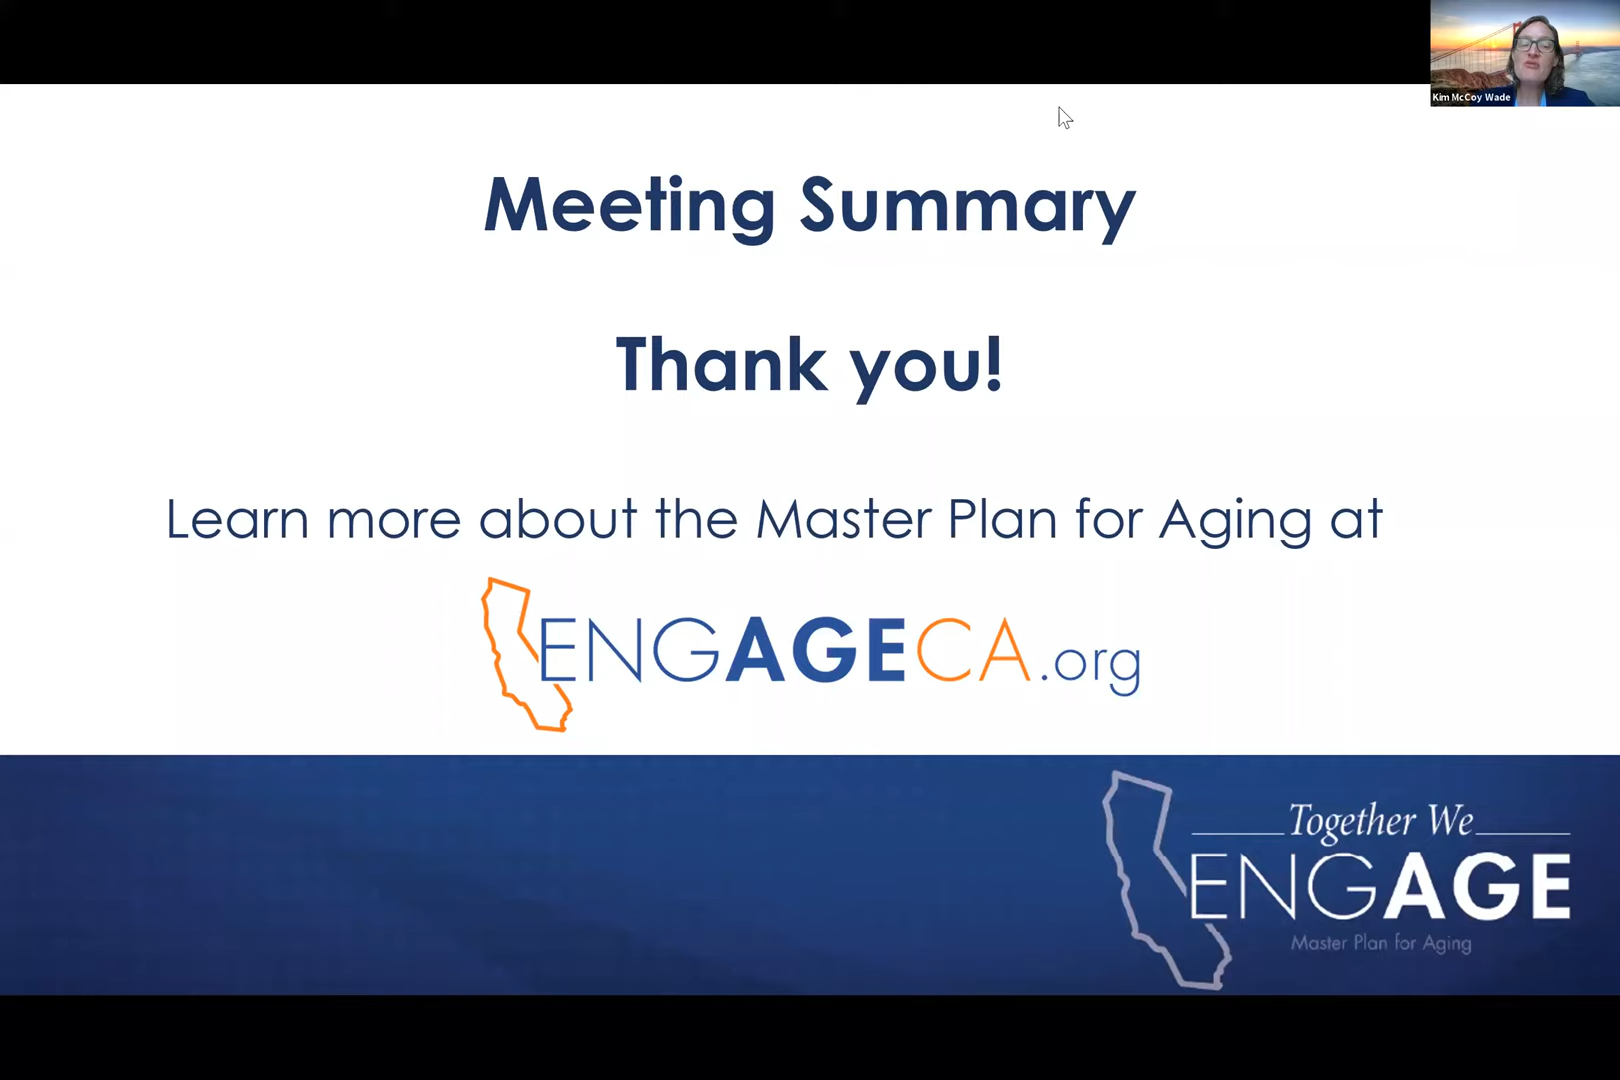 Kim McCoy Wade
Meeting Summary
Thank you!
Learn more about the Master Plan for Aging at
ENGAGECA.org
Together We
ENGAGE
Master Plan for Aging